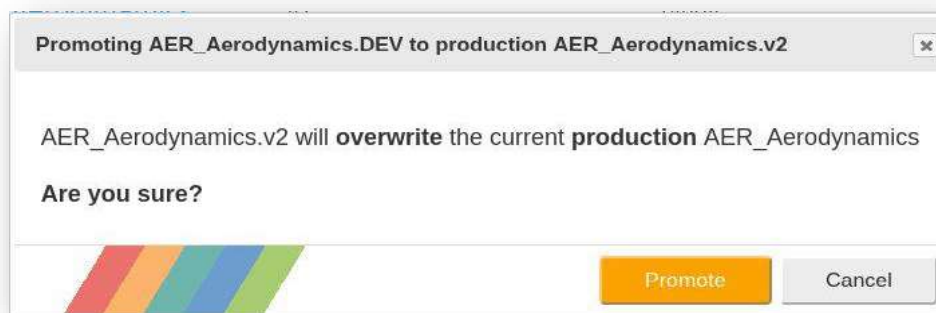 Promoting AER_Aerodynamics.DEV to production AER_Aerodynamics.v2
AER_Aerodynamics.v2 will overwrite the current production AER_Aerodynamics
Are you sure?
Promote
Cancel